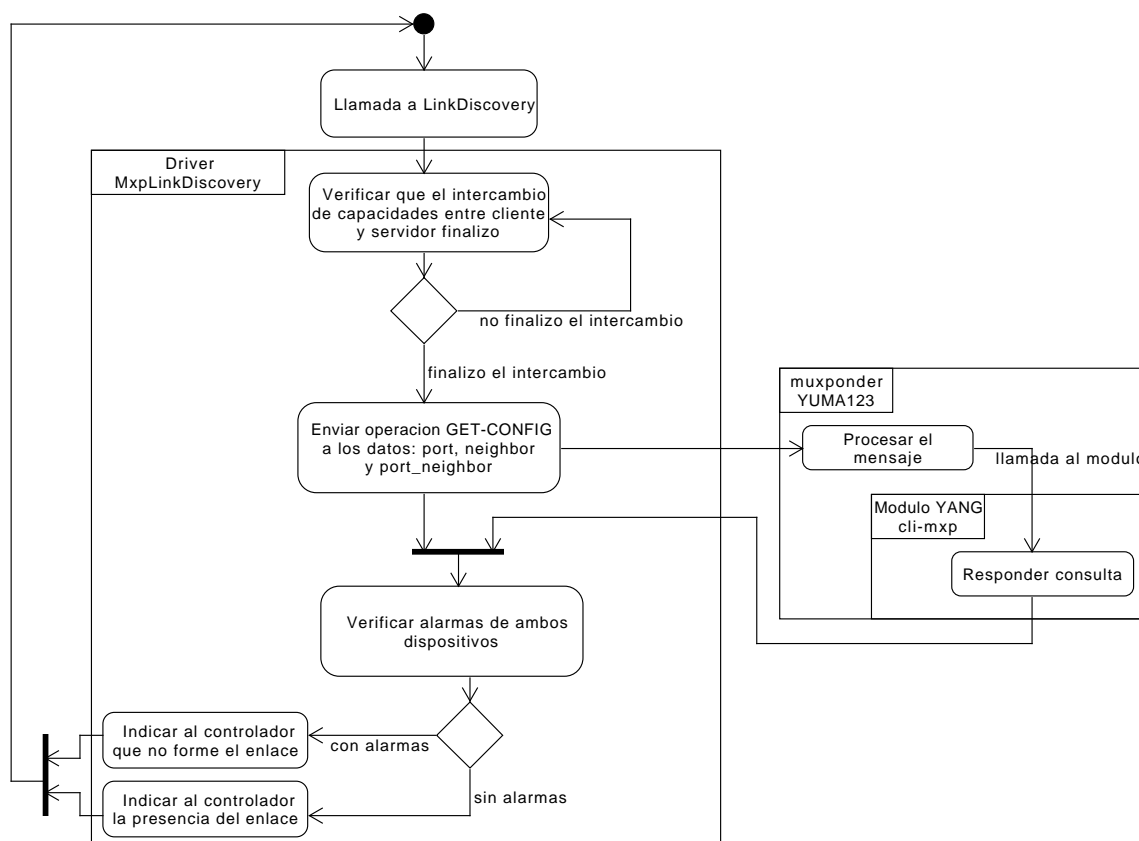 Llamada a LinkDiscovery
Driver
MxpLinkDiscovery
Verificar que el intercambio
de capacidades entre cliente
y servidor finalizo
no finalizo el intercambio
finalizo el intercambio
Enviar operacion GET-CONFIG
a los datos: port, neighbor
y port_neighbor
muxponder
YUMA123
Procesar el
mensaje
llamada al modulo
Modulo YANG
cli-mxp
Responder consulta
Verificar alarmas de ambos
dispositivos
Indicar al controlador
que no forme el enlace
con alarmas
sin alarmas
Indicar al controlador
la presencia del enlace